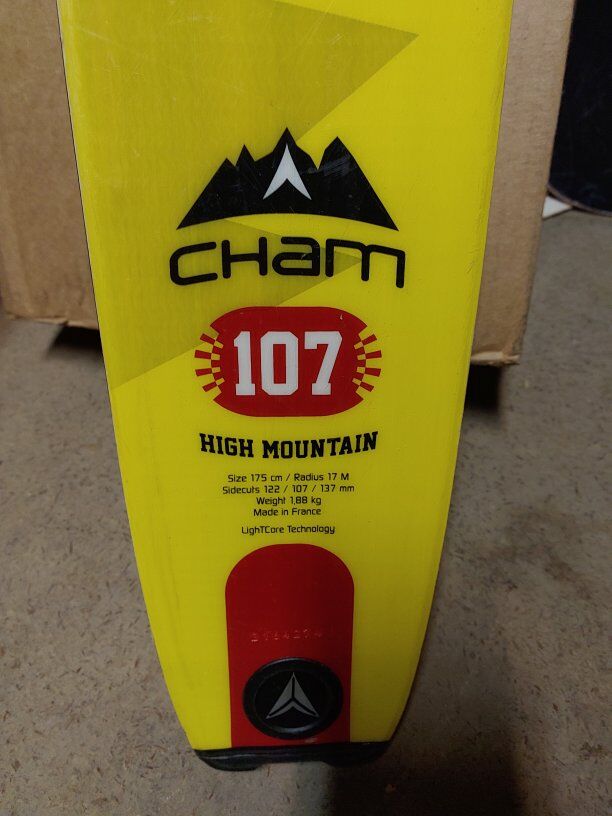 CHAM
107
HIGH MOUNTAIN
Size 175 cm / Radius 17 M
Sidecuts 122 / 107 / 137 mm
Weight 1,88 kg
Made in France
LighTCore Technology